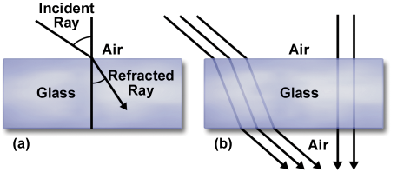 Incident
Ray
Air
Refracted
Ray
Glass
(a)
Air
Glass
Air
(b)